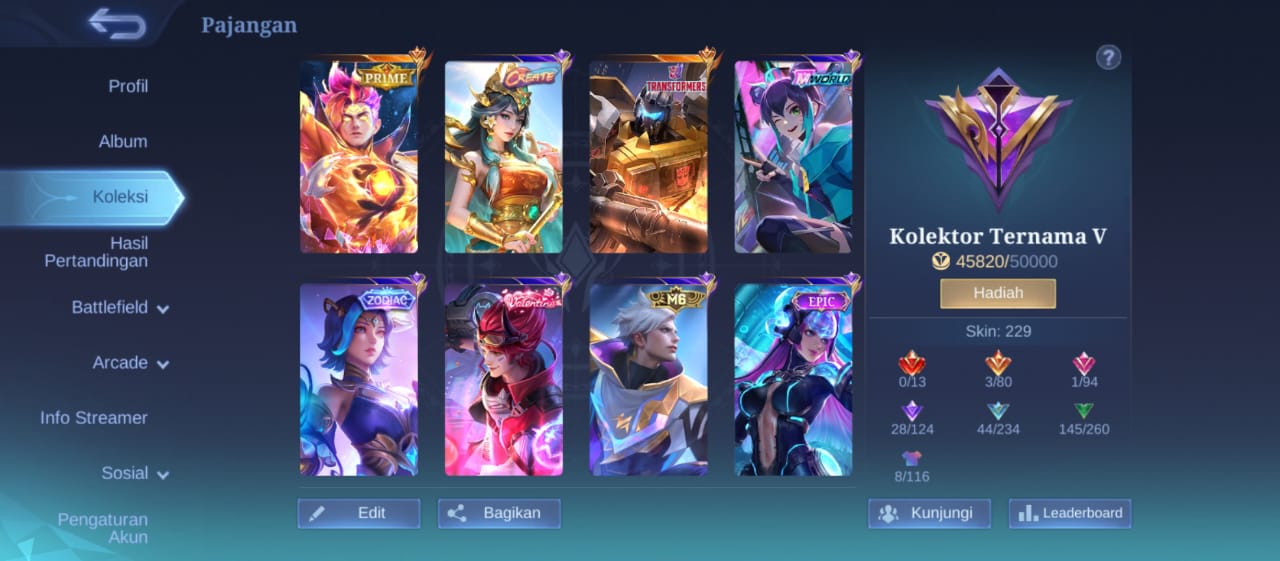 Pajangan
Profil
Album
Koleksi
Hasil
Pertandingan
Battlefield
Arcade
Info Streamer
Sosial
Pengaturan
Akun
PRIME
CREATE
TRANSFORMERS
MWORLD
ZODIAC
Valentine
M6
EPIC
Edit
Bagikan
?
Kolektor Ternama V
45820/50000
Hadiah
Skin: 229
0/13
3/80
1/94
28/124
44/234
145/260
8/116
Kunjungi
Leaderboard